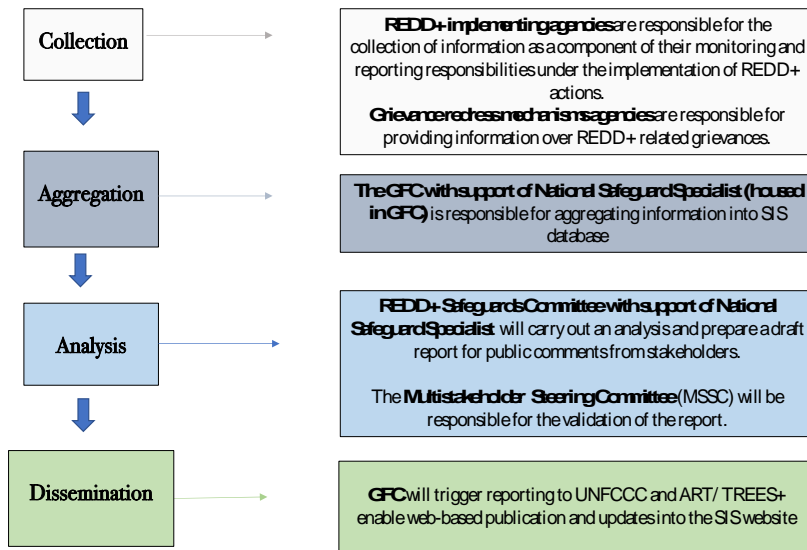 Collection
REDD+ implementing agencies are responsible for the
collection of information as a component of their monitoring and
reporting responsibilities under the implementation of REDD+
actions.
Grievance redress mechanisms agencies are responsible for
providing information over REDD+ related grievances.
Aggregation
The GFC with support of National Safeguard Specialist (housed
in GFC) is responsible for aggregating information into SIS
database
Analysis
REDD+ Safeguards Committee with support of National
Safeguard Specialist will carry out an analysis and prepare a draft
report for public comments from stakeholders.
The Multistakeholder Steering Committee (MSSC) will be
responsible for the validation of the report.
Dissemination
GFC will trigger reporting to UNFCCC and ART/ TREES+
enable web-based publication and updates into the SIS website